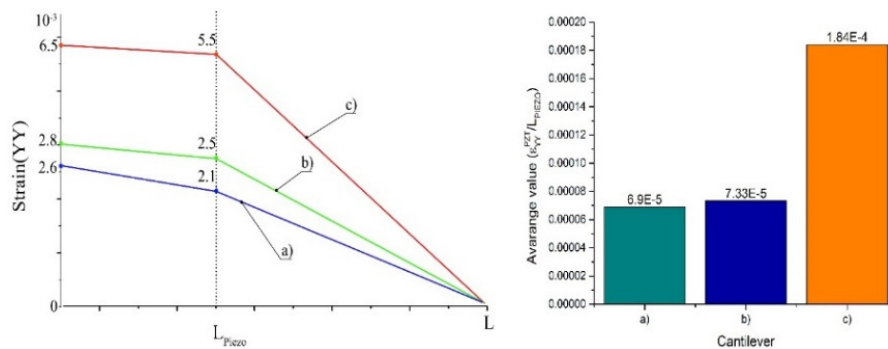 10-3
6.5
5.5
2.8
2.5
2.6
2.1
0
Strain(YY)
c)
b)
a)
LPiezo
L
0.00020
0.00018
0.00016
0.00014
0.00012
0.00010
0.00008
0.00006
0.00004
0.00002
0.00000
Avarange value (εYYPZT/LPIEZO)
6.9E-5
7.33E-5
1.84E-4
a)
b)
c)
Cantilever